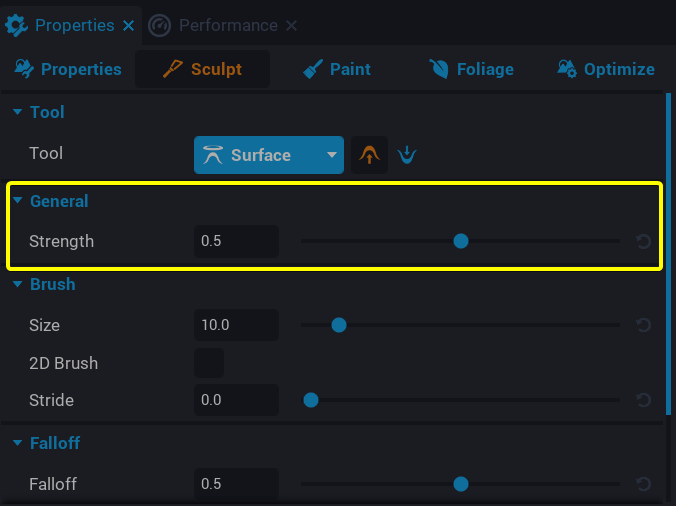 Properties Performance
Properties Sculpt Paint Foliage Optimize
Tool
Tool Surface
General
Strength 0.5
Brush
Size 10.0
2D Brush
Stride 0.0
Falloff
Falloff 0.5